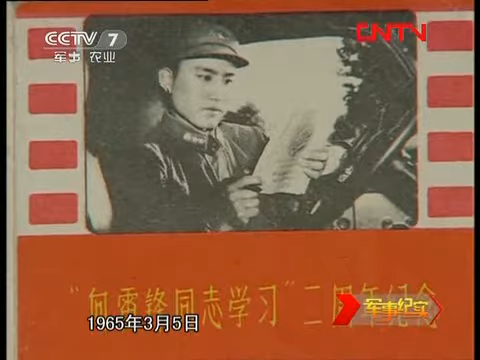 CCTV 7
军事 农业
CNTV
“向雷锋同志学习”二周年纪念
军事纪实
1965年3月5日